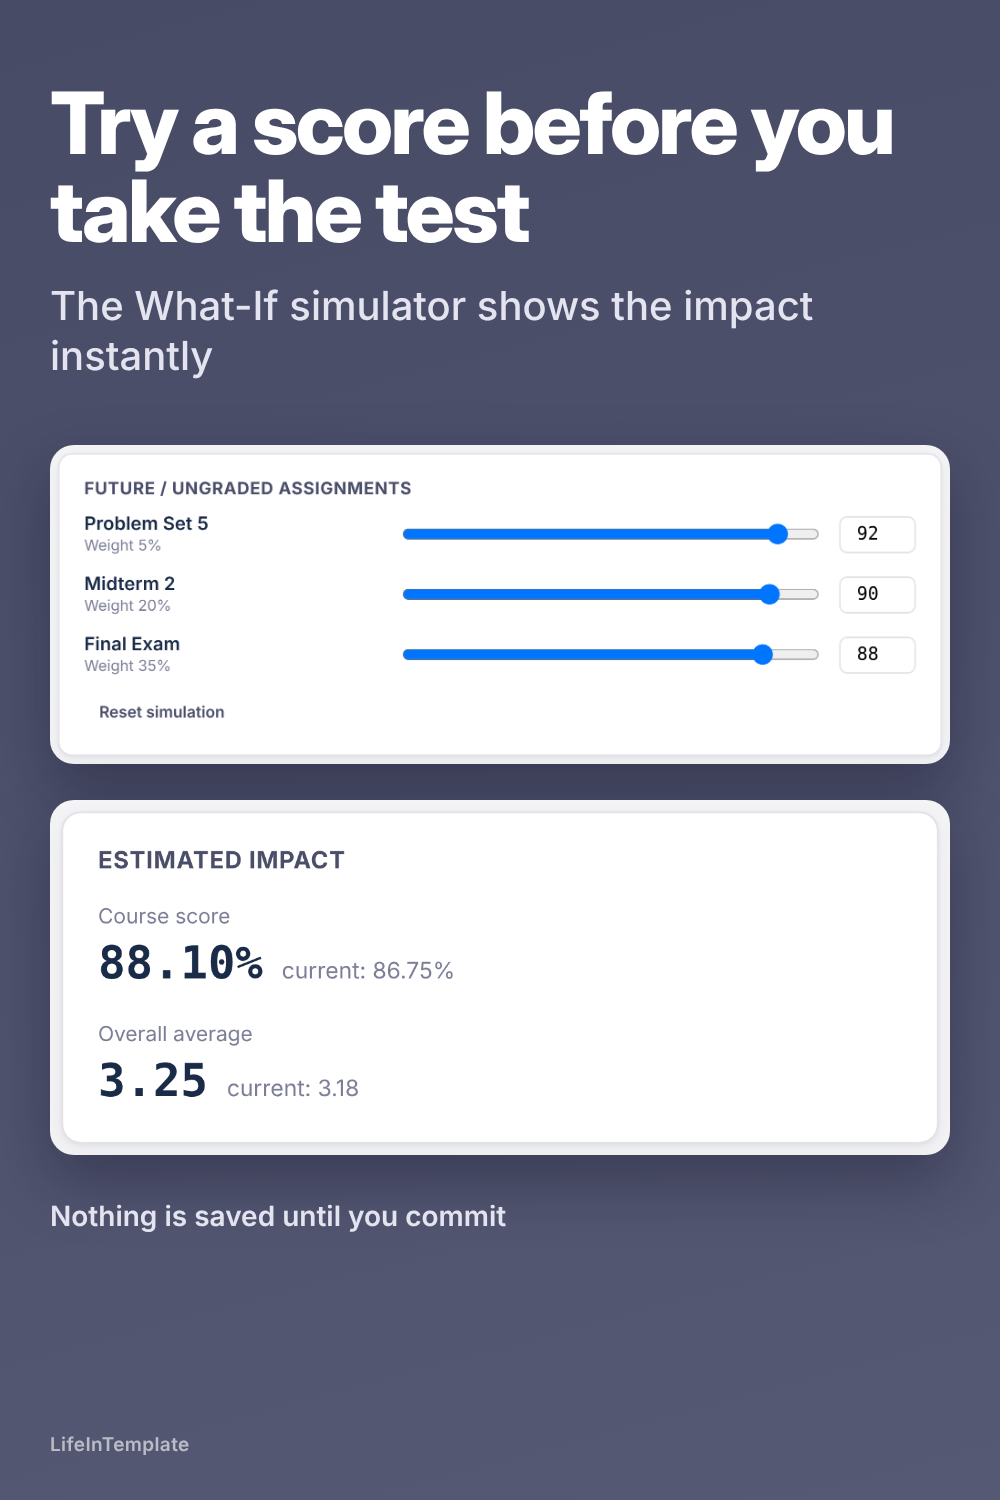 Try a score before you
take the test
The What-If simulator shows the impact
instantly
FUTURE / UNGRADED ASSIGNMENTS
Problem Set 5
Weight 5%
92
Midterm 2
Weight 20%
90
Final Exam
Weight 35%
88
Reset simulation
ESTIMATED IMPACT
Course score
88.10% current: 86.75%
Overall average
3.25 current: 3.18
Nothing is saved until you commit
LifeInTemplate